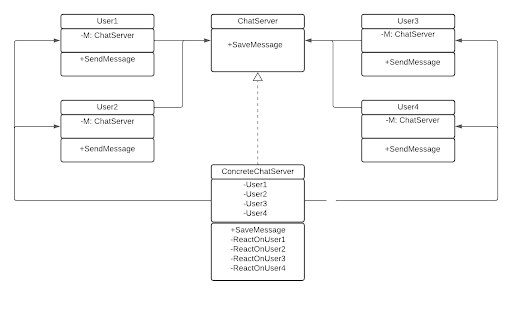 User1
-M: ChatServer
+SendMessage
ChatServer
+SaveMessage
User3
-M: ChatServer
+SendMessage
User2
-M: ChatServer
+SendMessage
User4
-M: ChatServer
+SendMessage
ConcreteChatServer
-User1
-User2
-User3
-User4
+SaveMessage
-ReactOnUser1
-ReactOnUser2
-ReactOnUser3
-ReactOnUser4